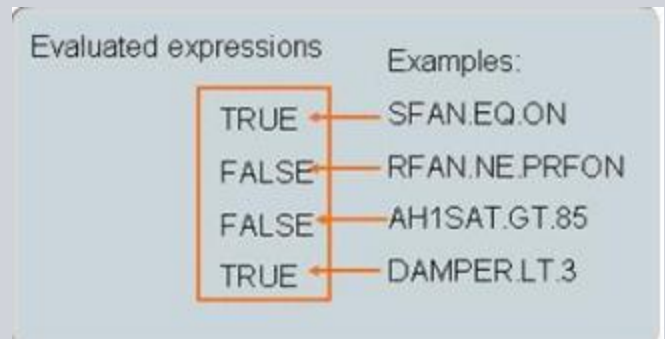 Evaluated expressions
Examples:
TRUE SFAN.EQ.ON
FALSE RFAN.NE.PRFON
FALSE AH1SAT.GT.85
TRUE DAMPER.LT.3